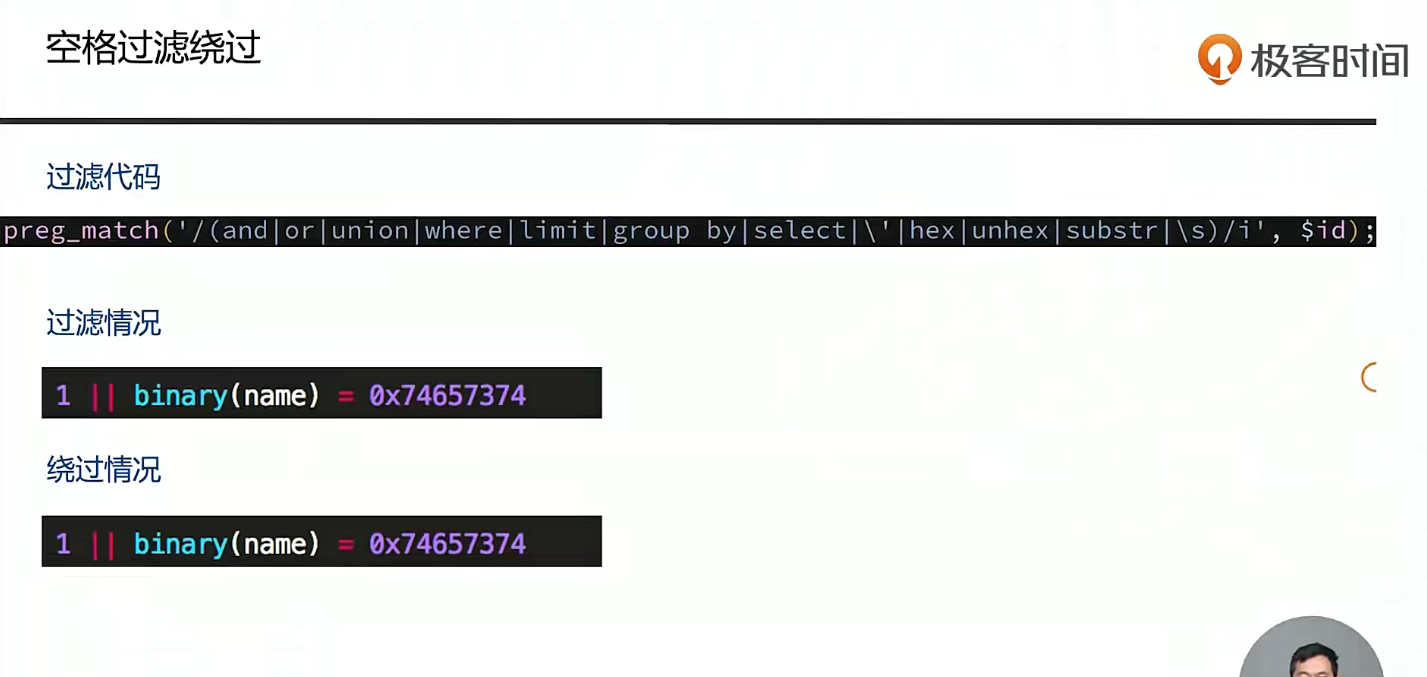 空格过滤绕过
极客时间
过滤代码
preg_match('/(and|or|union|where|limit|group by|select|\'|hex|unhex|substr|\s)/i', $id);
过滤情况
1 || binary(name) = 0x74657374
绕过情况
1 || binary(name) = 0x74657374